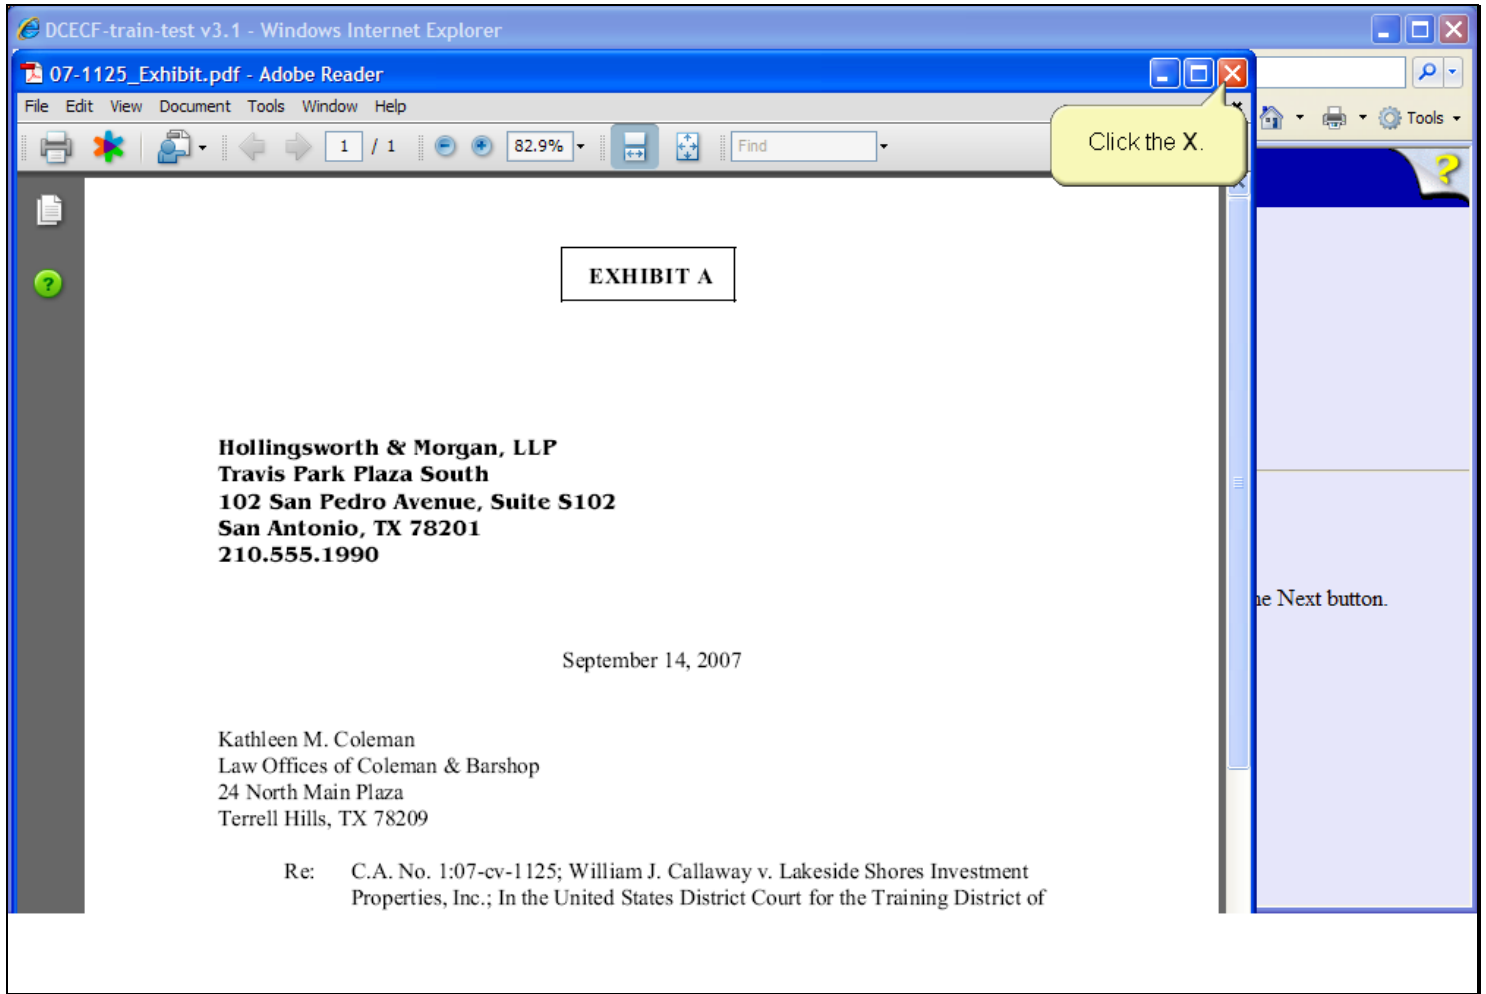 DCECF-train-test v3.1 - Windows Internet Explorer
07-1125_Exhibit.pdf - Adobe Reader
File Edit View Document Tools Window Help
Tools
1 / 1 82.9% Find
Click the X.
EXHIBIT A
Hollingsworth & Morgan, LLP
Travis Park Plaza South
102 San Pedro Avenue, Suite S102
San Antonio, TX 78201
210.555.1990
he Next button.
September 14, 2007
Kathleen M. Coleman
Law Offices of Coleman & Barshop
24 North Main Plaza
Terrell Hills, TX 78209
Re: C.A. No. 1:07-cv-1125; William J. Callaway v. Lakeside Shores Investment
Properties, Inc.; In the United States District Court for the Training District of